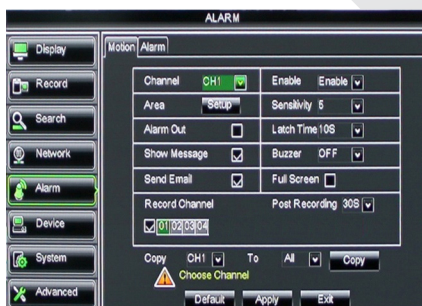 ALARM
Display
Record
Search
Network
Alarm
Device
System
Advanced
Motion Alarm
Channel CH1 Enable Enable
Area Setup Sensitivity 5
Alarm Out Latch Time 10S
Show Message Buzzer OFF
Send Email Full Screen
Record Channel Post Recording 30S
01 02 03 04
Copy CH1 To All Copy
Choose Channel
Default Apply Exit